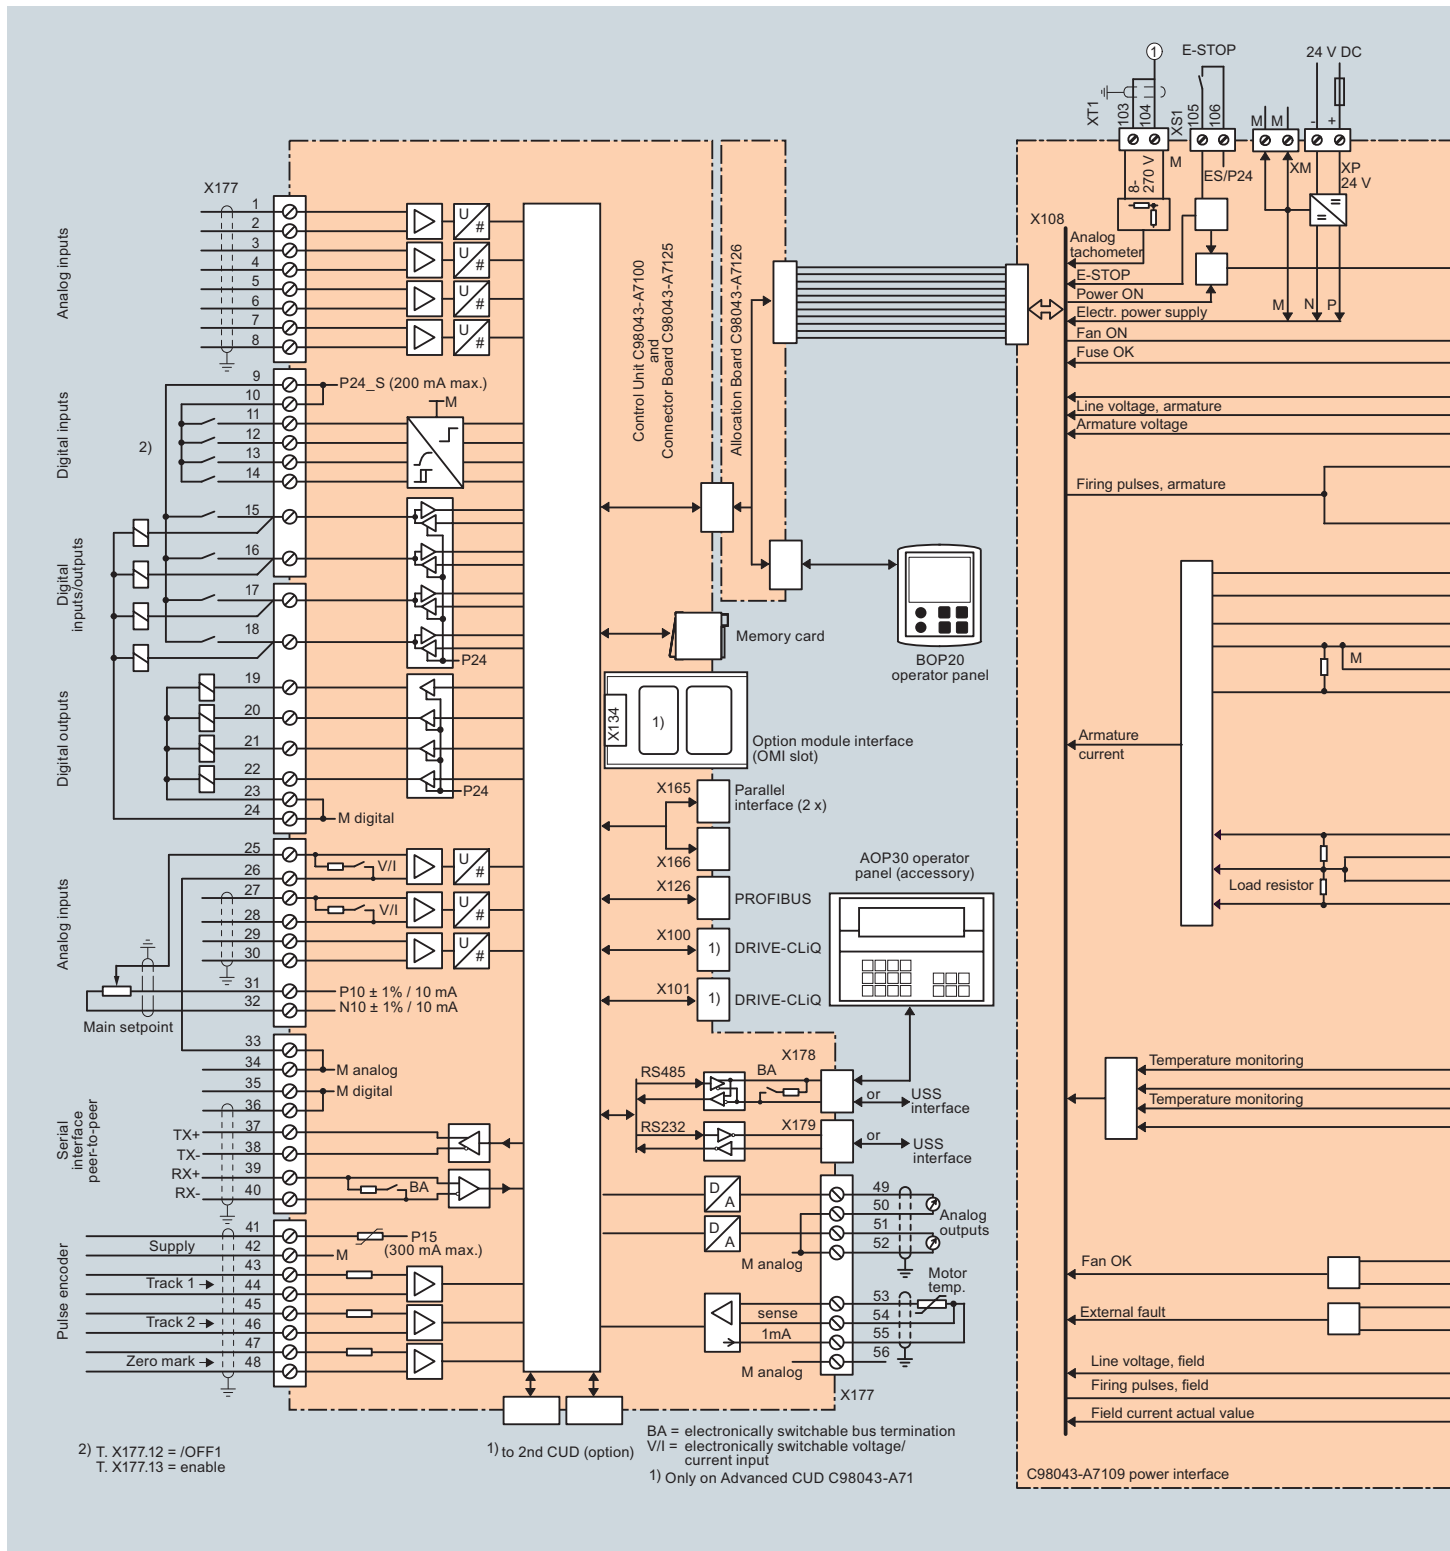 1
E-STOP
24 V DC
XT1
103
104
XS1
105
106
M
M
-
+
8-
270 V
M
ES/P24
XM
XP
24 V
X108
Analog
tachometer
E-STOP
Power ON
M
N
P
Electr. power supply
Fan ON
Fuse OK
Line voltage, armature
Armature voltage
Firing pulses, armature
M
Armature
current
Load resistor
Temperature monitoring
Temperature monitoring
Fan OK
External fault
Line voltage, field
Firing pulses, field
Field current actual value
C98043-A7109 power interface
X177
Analog inputs
1
2
3
4
5
6
7
8
U
#
U
#
U
#
U
#
Digital inputs
2)
9
10
11
12
13
14
P24_S (200 mA max.)
M
Digital
inputs/outputs
15
16
17
18
P24
Digital outputs
19
20
21
22
23
24
P24
M digital
Analog inputs
25
26
27
28
29
30
31
32
V/I
V/I
U
#
U
#
U
#
P10 ± 1% / 10 mA
N10 ± 1% / 10 mA
Main setpoint
33
34
35
36
M analog
M digital
Serial
interface
peer-to-peer
TX+
TX-
RX+
RX-
37
38
39
40
BA
Pulse encoder
Supply
Track 1
Track 2
Zero mark
41
42
43
44
45
46
47
48
P15
(300 mA max.)
M
Control Unit C98043-A7100
and
Connector Board C98043-A7125
Allocation Board C98043-A7126
BOP20
operator panel
Memory card
X134
1)
Option module interface
(OMI slot)
X165
Parallel
interface (2 x)
X166
X126
PROFIBUS
X100
1)
DRIVE-CLiQ
X101
1)
DRIVE-CLiQ
AOP30 operator
panel (accessory)
RS485
BA
X178
or
USS
interface
RS232
X179
or
USS
interface
D
A
D
A
49
50
51
52
Analog
outputs
M analog
Motor
temp.
sense
1mA
53
54
55
56
M analog
X177
2) T. X177.12 = /OFF1
T. X177.13 = enable
1) to 2nd CUD (option)
BA = electronically switchable bus termination
V/I = electronically switchable voltage/
current input
1) Only on Advanced CUD C98043-A71